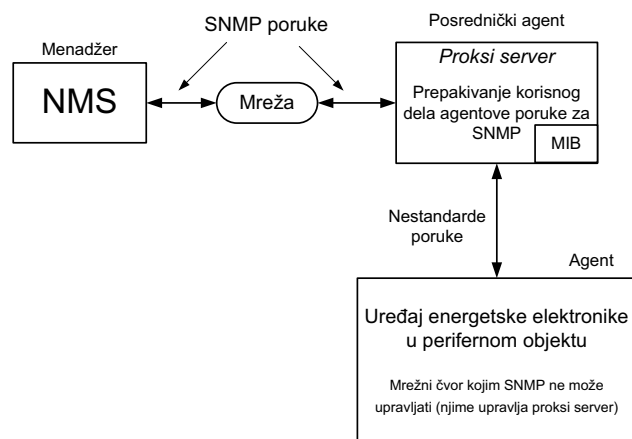 SNMP poruke
Posrednički agent
Menadžer
NMS
Mreža
Proksi server
Prepakivanje korisnog
dela agentove poruke za
SNMP
MIB
Nestandarde
poruke
Agent
Uređaj energetske elektronike
u perifernom objektu
Mrežni čvor kojim SNMP ne može
upravljati (njime upravlja proksi server)